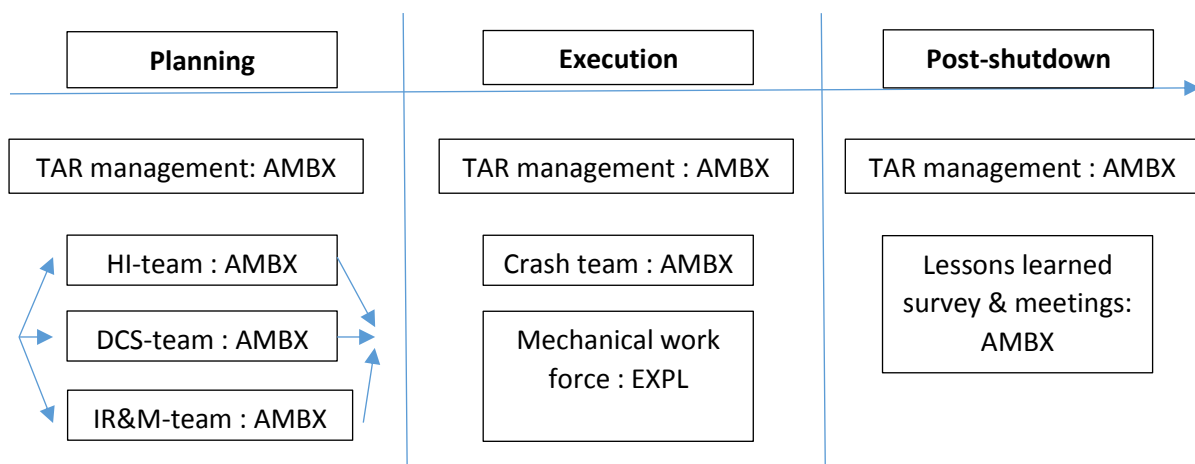 Planning
Execution
Post-shutdown
TAR management: AMBX
TAR management : AMBX
TAR management : AMBX
HI-team : AMBX
DCS-team : AMBX
IR&M-team : AMBX
Crash team : AMBX
Mechanical work
force : EXPL
Lessons learned
survey & meetings:
AMBX